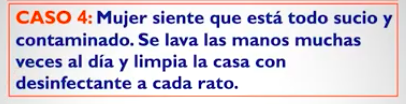 CASO 4: Mujer siente que está todo sucio y
contaminado. Se lava las manos muchas
veces al día y limpia la casa con
desinfectante a cada rato.